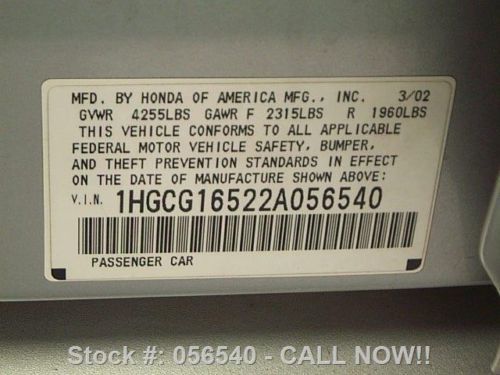 MFD. BY HONDA OF AMERICA MFG., INC. 3/02
GVWR 4255LBS GAWR F 2315LBS R 1960LBS
THIS VEHICLE CONFORMS TO ALL APPLICABLE
FEDERAL MOTOR VEHICLE SAFETY, BUMPER,
AND THEFT PREVENTION STANDARDS IN EFFECT
ON THE DATE OF MANUFACTURE SHOWN ABOVE:
V.I.N. 1HGCG16522A056540
PASSENGER CAR
Stock #: 056540 - CALL NOW!!